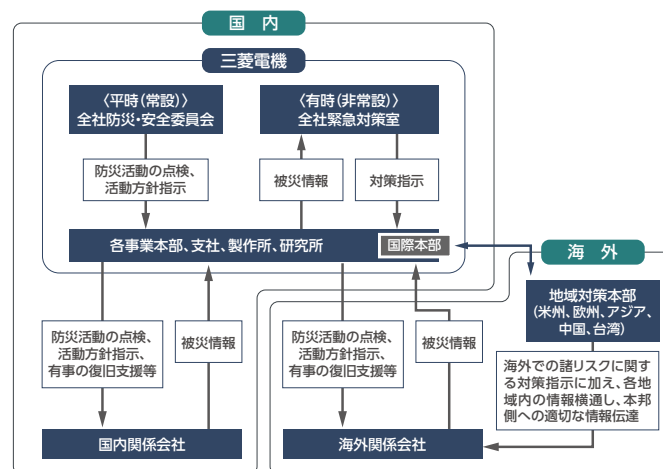 国 内
三菱電機
〈平時(常設)〉
全社防災・安全委員会
〈有時(非常設)〉
全社緊急対策室
防災活動の点検、
活動方針指示
被災情報
対策指示
各事業本部、支社、製作所、研究所
国際本部
海 外
地域対策本部
(米州、欧州、アジア、
中国、台湾)
防災活動の点検、
活動方針指示、
有事の復旧支援等
被災情報
防災活動の点検、
活動方針指示、
有事の復旧支援等
被災情報
海外での諸リスクに関す
る対策指示に加え、各地
域内の情報横通し、本邦
側への適切な情報伝達
国内関係会社
海外関係会社